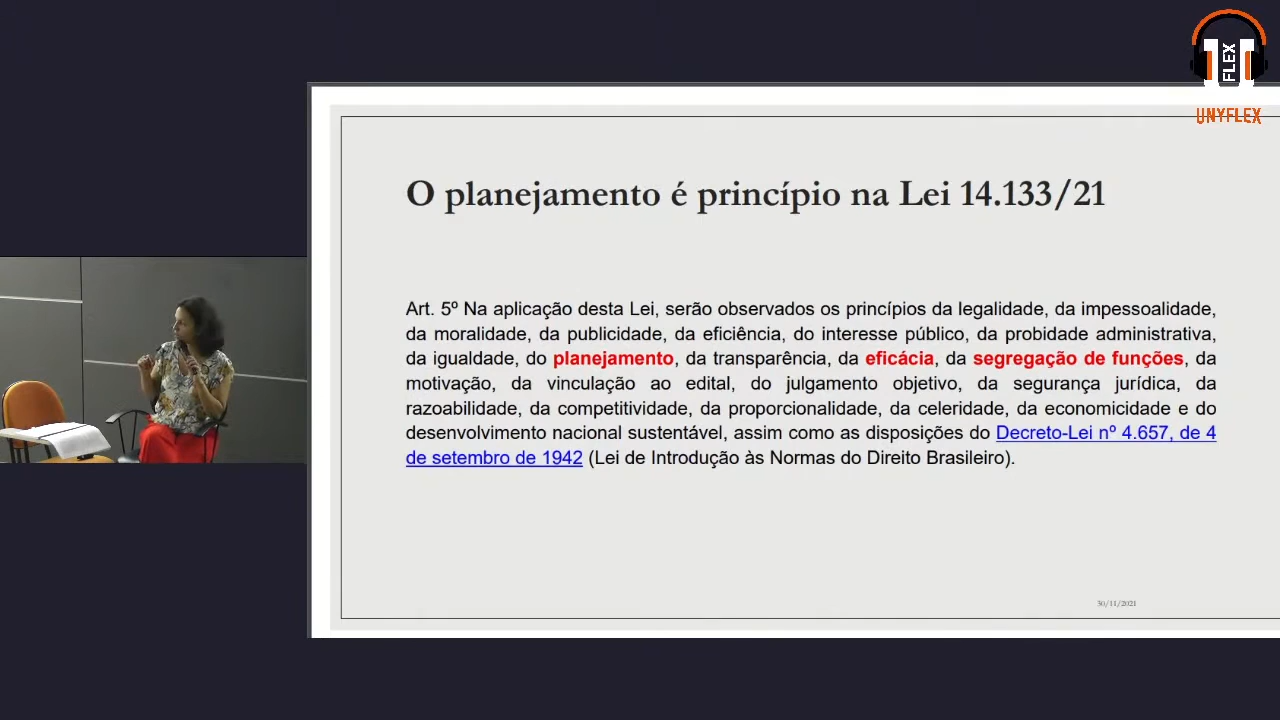 FLEX
UNYFLEX
O planejamento é princípio na Lei 14.133/21
Art. 5º Na aplicação desta Lei, serão observados os princípios da legalidade, da impessoalidade,
da moralidade, da publicidade, da eficiência, do interesse público, da probidade administrativa,
da igualdade, do planejamento, da transparência, da eficácia, da segregação de funções, da
motivação, da vinculação ao edital, do julgamento objetivo, da segurança jurídica, da
razoabilidade, da competitividade, da proporcionalidade, da celeridade, da economicidade e do
desenvolvimento nacional sustentável, assim como as disposições do Decreto-Lei nº 4.657, de 4
de setembro de 1942 (Lei de Introdução às Normas do Direito Brasileiro).
30/11/2021